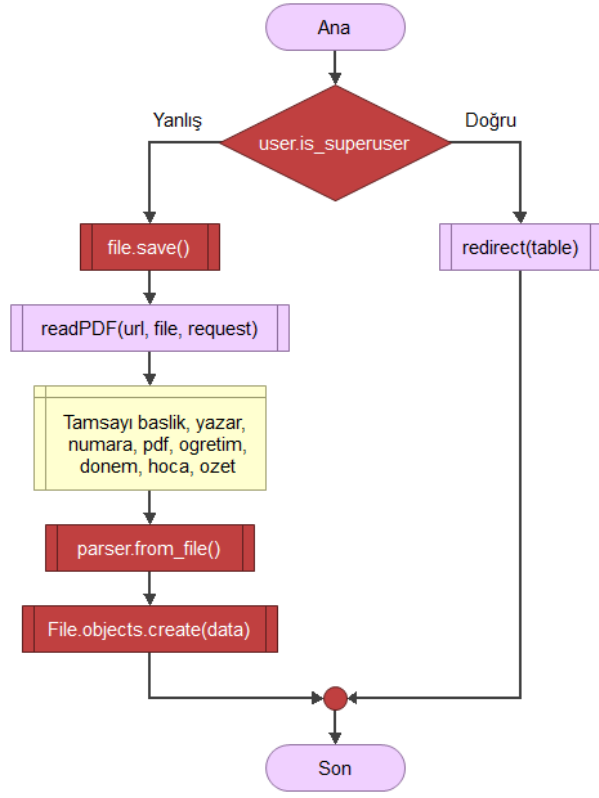 Ana
Yanlış
Doğru
user.is_superuser
file.save()
redirect(table)
readPDF(url, file, request)
Tamsayı baslik, yazar,
numara, pdf, ogretim,
donem, hoca, ozet
parser.from_file()
File.objects.create(data)
Son